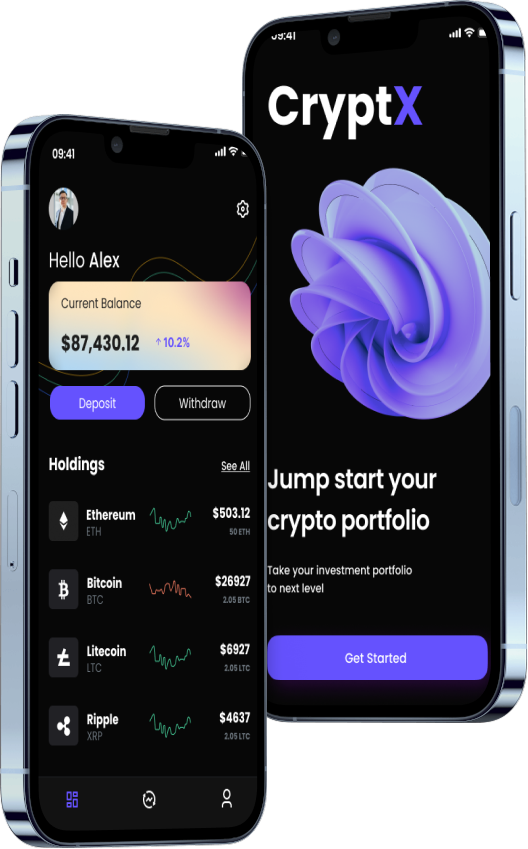 09:41
Hello Alex
Current Balance
$87,430.12 ↑ 10.2%
Deposit Withdraw
Holdings See All
Ethereum $503.12
ETH 50 ETH
Bitcoin $26927
BTC 2.05 BTC
Litecoin $6927
LTC 2.05 LTC
Ripple $4637
XRP 2.05 LTC
09:41
CryptX
Jump start your
crypto portfolio
Take your investment portfolio
to next level
Get Started